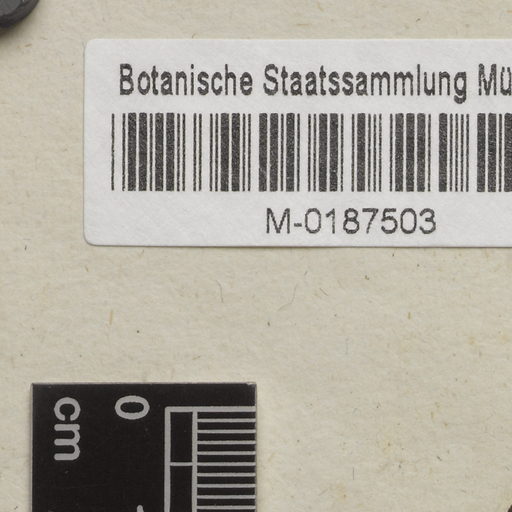 Botanische Staatssammlung Mü
M-0187503
0
cm